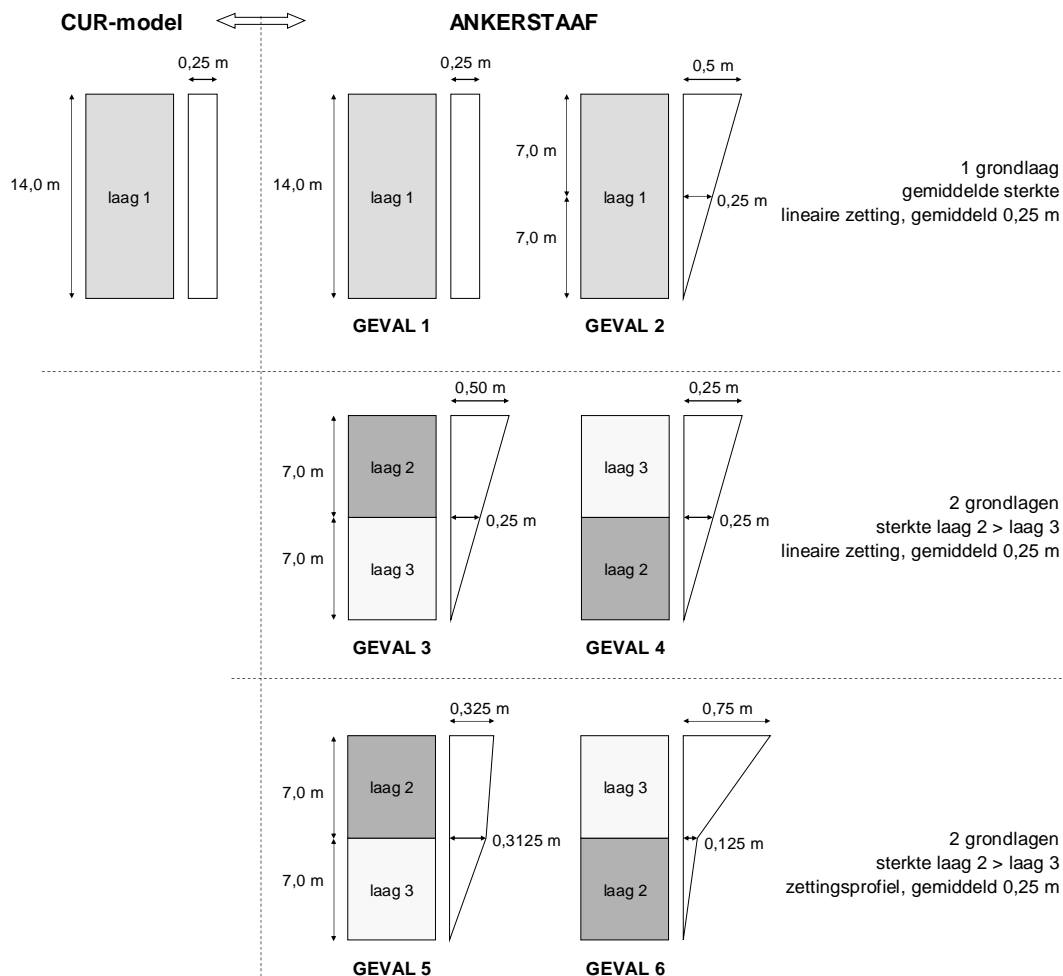 CUR-model
ANKERSTAAF
0,25 m
14,0 m
laag 1
0,25 m
14,0 m
laag 1
GEVAL 1
0,5 m
7,0 m
7,0 m
laag 1
0,25 m
GEVAL 2
1 grondlaag
gemiddelde sterkte
lineaire zetting, gemiddeld 0,25 m
0,50 m
7,0 m
7,0 m
laag 2
laag 3
0,25 m
GEVAL 3
0,25 m
laag 3
laag 2
0,25 m
GEVAL 4
2 grondlagen
sterkte laag 2 > laag 3
lineaire zetting, gemiddeld 0,25 m
0,325 m
7,0 m
7,0 m
laag 2
laag 3
0,3125 m
GEVAL 5
0,75 m
laag 3
laag 2
0,125 m
GEVAL 6
2 grondlagen
sterkte laag 2 > laag 3
zettingsprofiel, gemiddeld 0,25 m